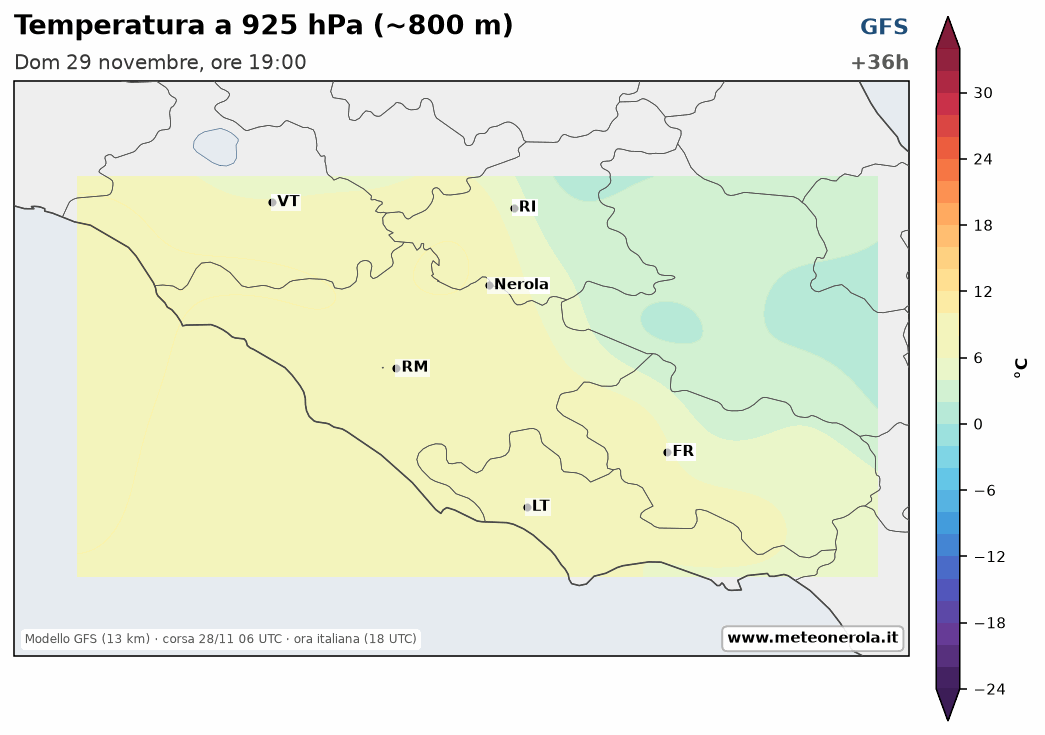 Temperatura a 925 hPa (~800 m)
GFS
Dom 29 novembre, ore 19:00
+36h
VT
RI
Nerola
RM
FR
LT
30
24
18
12
6
0
−6
−12
−18
−24
°C
Modello GFS (13 km) · corsa 28/11 06 UTC · ora italiana (18 UTC)
www.meteonerola.it